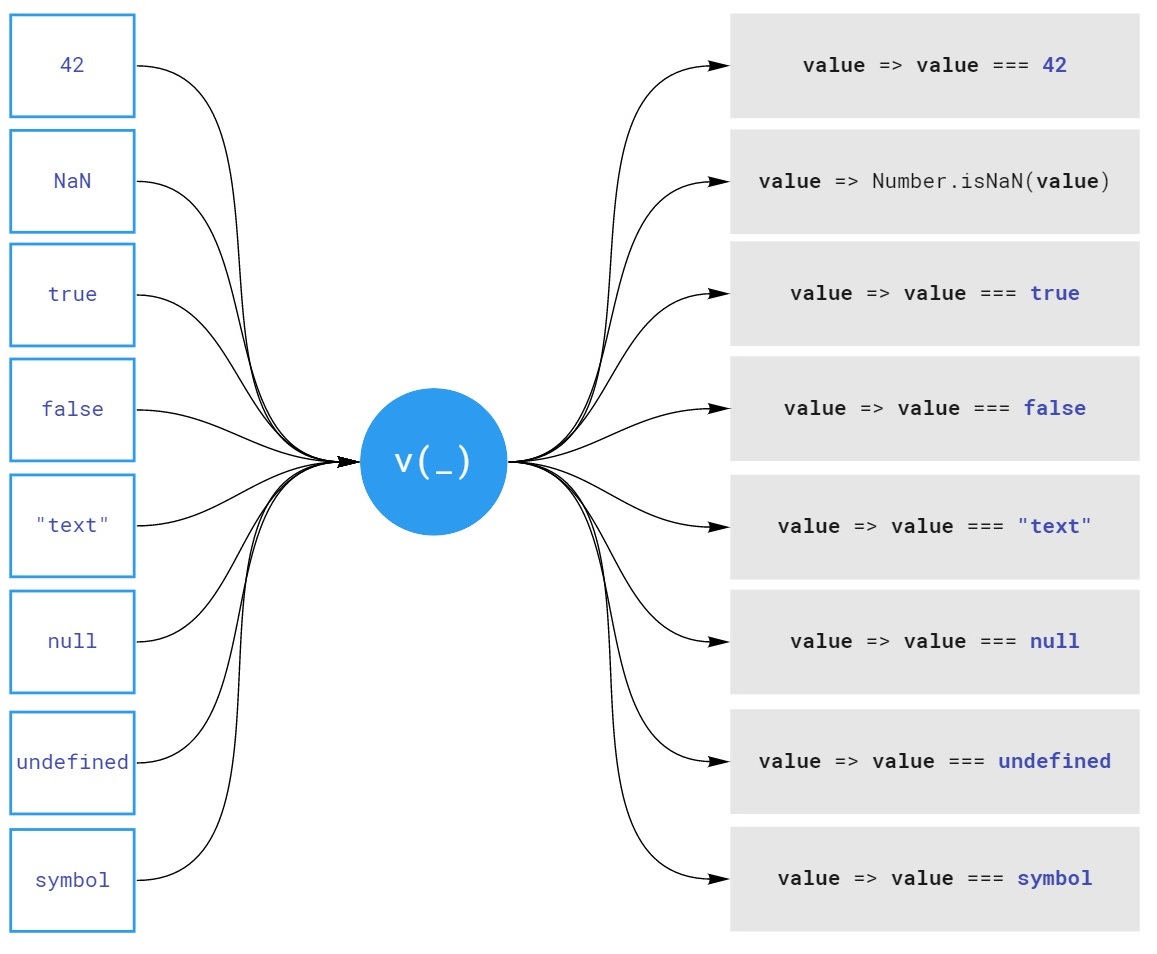 42
NaN
true
false
"text"
null
undefined
symbol
v(_)
value => value === 42
value => Number.isNaN(value)
value => value === true
value => value === false
value => value === "text"
value => value === null
value => value === undefined
value => value === symbol